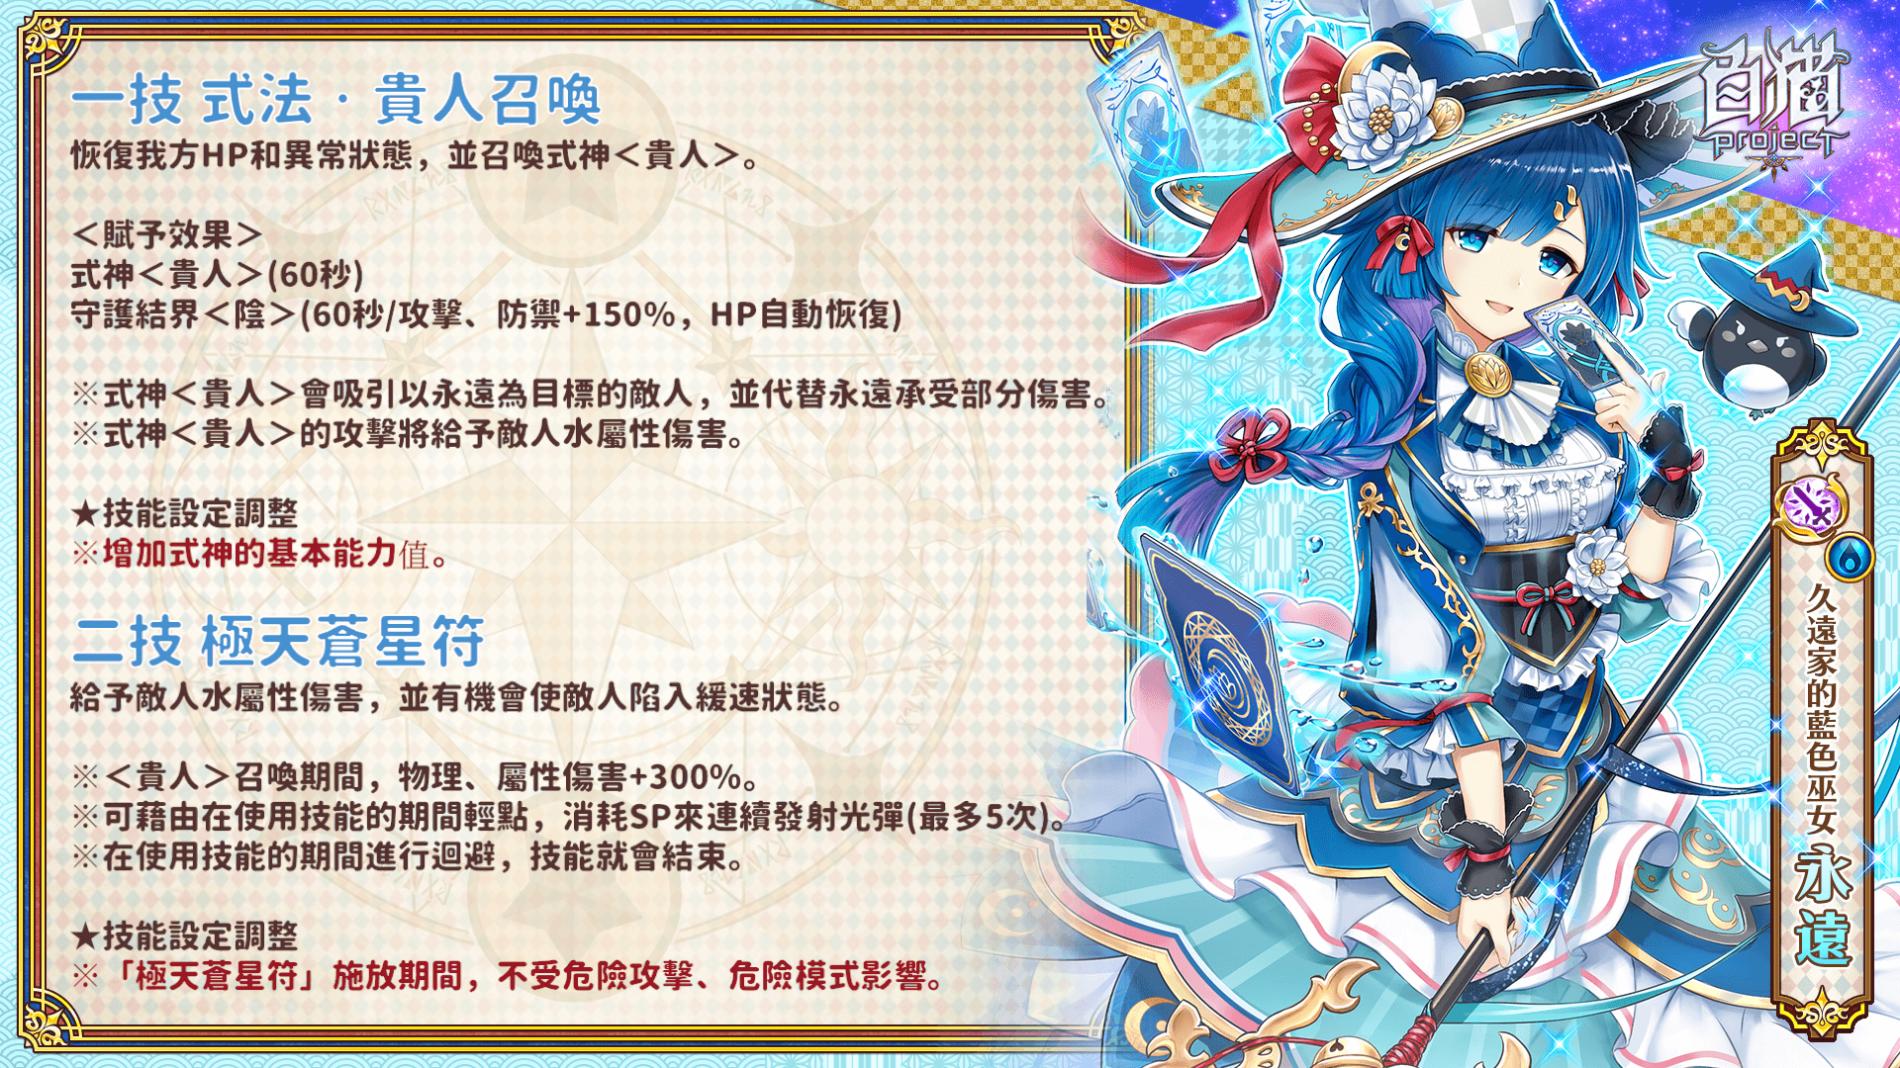 一技 式法・貴人召喚
恢復我方HP和異常狀態，並召喚式神＜貴人＞。
＜賦予效果＞
式神＜貴人＞(60秒)
守護結界＜陰＞(60秒/攻擊、防禦+150%，HP自動恢復)
※式神＜貴人＞會吸引以永遠為目標的敵人，並代替永遠承受部分傷害。
※式神＜貴人＞的攻擊將給予敵人水屬性傷害。
★技能設定調整
※增加式神的基本能力值。
二技 極天蒼星符
給予敵人水屬性傷害，並有機會使敵人陷入緩速狀態。
※＜貴人＞召喚期間，物理、屬性傷害+300%。
※可藉由在使用技能的期間輕點，消耗SP來連續發射光彈(最多5次)。
※在使用技能的期間進行迴避，技能就會結束。
★技能設定調整
※「極天蒼星符」施放期間，不受危險攻擊、危險模式影響。
白猫
project
久遠家的藍色巫女 永遠